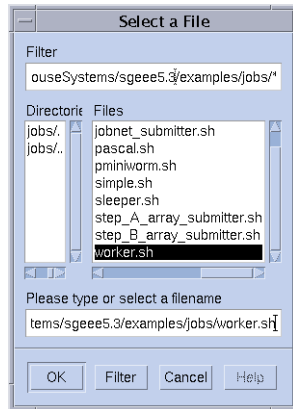 Select a File
Filter
ouseSystems/sgeee5.3/examples/jobs/*
Directorie
Files
jobs/.
jobs/..
jobnet_submitter.sh
pascal.sh
pminiworm.sh
simple.sh
sleeper.sh
step_A_array_submitter.sh
step_B_array_submitter.sh
worker.sh
Please type or select a filename
tems/sgeee5.3/examples/jobs/worker.sh
OK
Filter
Cancel
Help